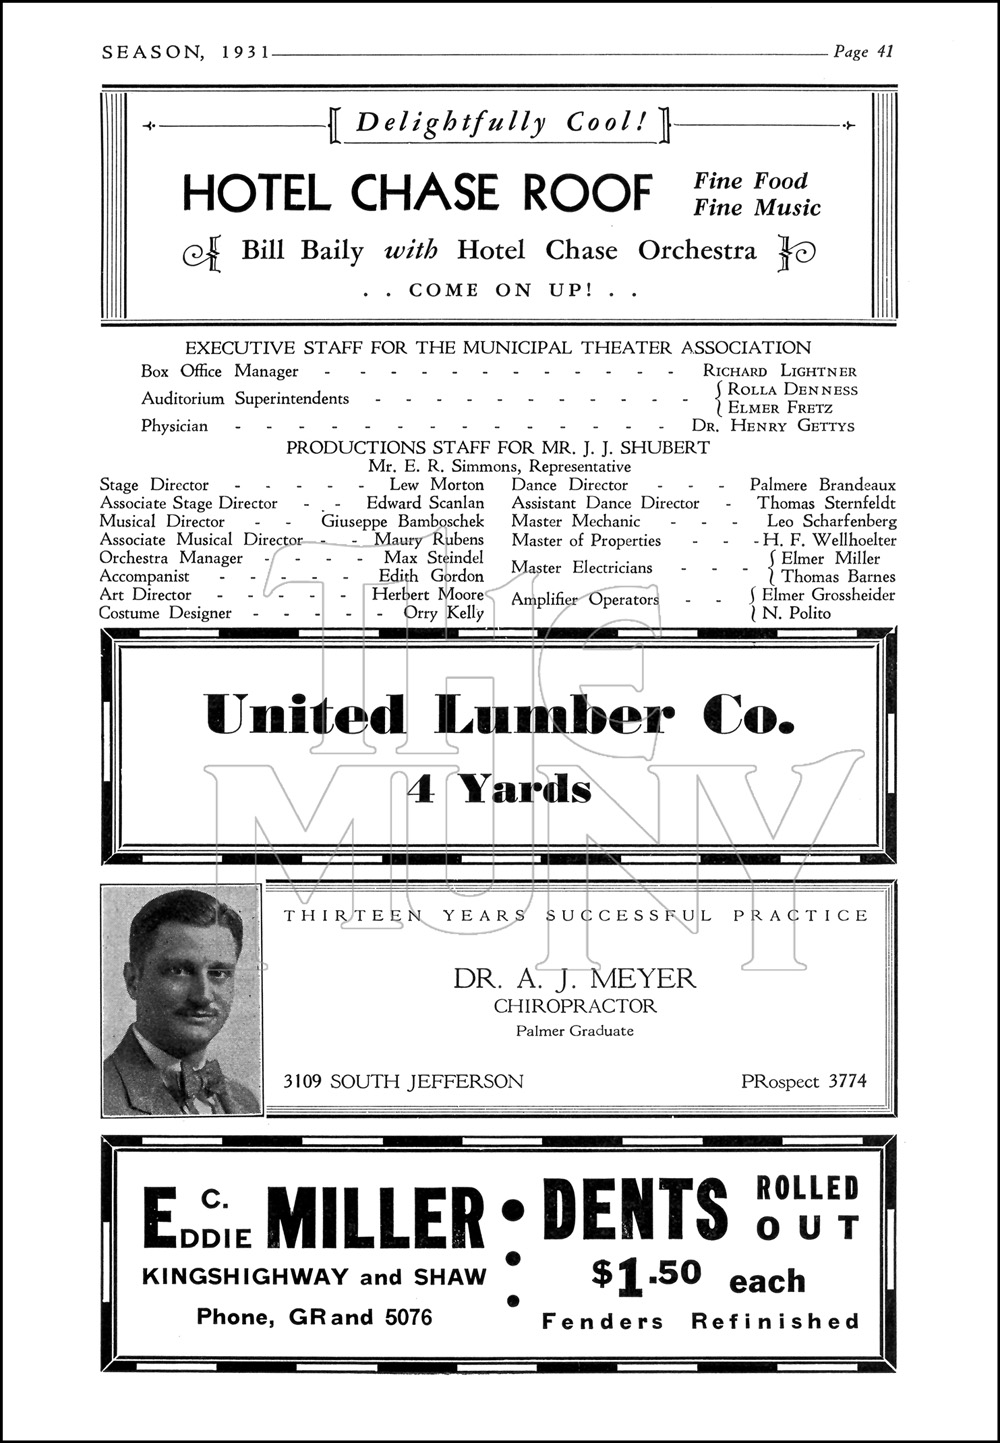 SEASON, 1931 Page 41
Delightfully Cool!
HOTEL CHASE ROOF
Fine Food
Fine Music
Bill Baily with Hotel Chase Orchestra
. . COME ON UP! . .
EXECUTIVE STAFF FOR THE MUNICIPAL THEATER ASSOCIATION
Box Office Manager - - - - - - - - - - - - RICHARD LIGHTNER
Auditorium Superintendents - - - - - - - - - - - { ROLLA DENNESS
{ ELMER FRETZ
Physician - - - - - - - - - - - - - - DR. HENRY GETTYS
PRODUCTIONS STAFF FOR MR. J. J. SHUBERT
Mr. E. R. Simmons, Representative
Stage Director - - - - - Lew Morton
Associate Stage Director - - Edward Scanlan
Musical Director - - Giuseppe Bamboschek
Associate Musical Director - - Maury Rubens
Orchestra Manager - - - - Max Steindel
Accompanist - - - - - Edith Gordon
Art Director - - - - - Herbert Moore
Costume Designer - - - - - Orry Kelly
Dance Director - - - Palmere Brandeaux
Assistant Dance Director - Thomas Sternfeldt
Master Mechanic - - - Leo Scharfenberg
Master of Properties - - - H. F. Wellhoelter
Master Electricians - - - { Elmer Miller
{ Thomas Barnes
Amplifier Operators - - { Elmer Grossheider
{ N. Polito
THE
MUNY
United Lumber Co.
4 Yards
THIRTEEN YEARS SUCCESSFUL PRACTICE
DR. A. J. MEYER
CHIROPRACTOR
Palmer Graduate
3109 SOUTH JEFFERSON PRospect 3774
EDDIE C. MILLER
KINGSHIGHWAY and SHAW
Phone, GRand 5076
DENTS ROLLED OUT
$1.50 each
Fenders Refinished